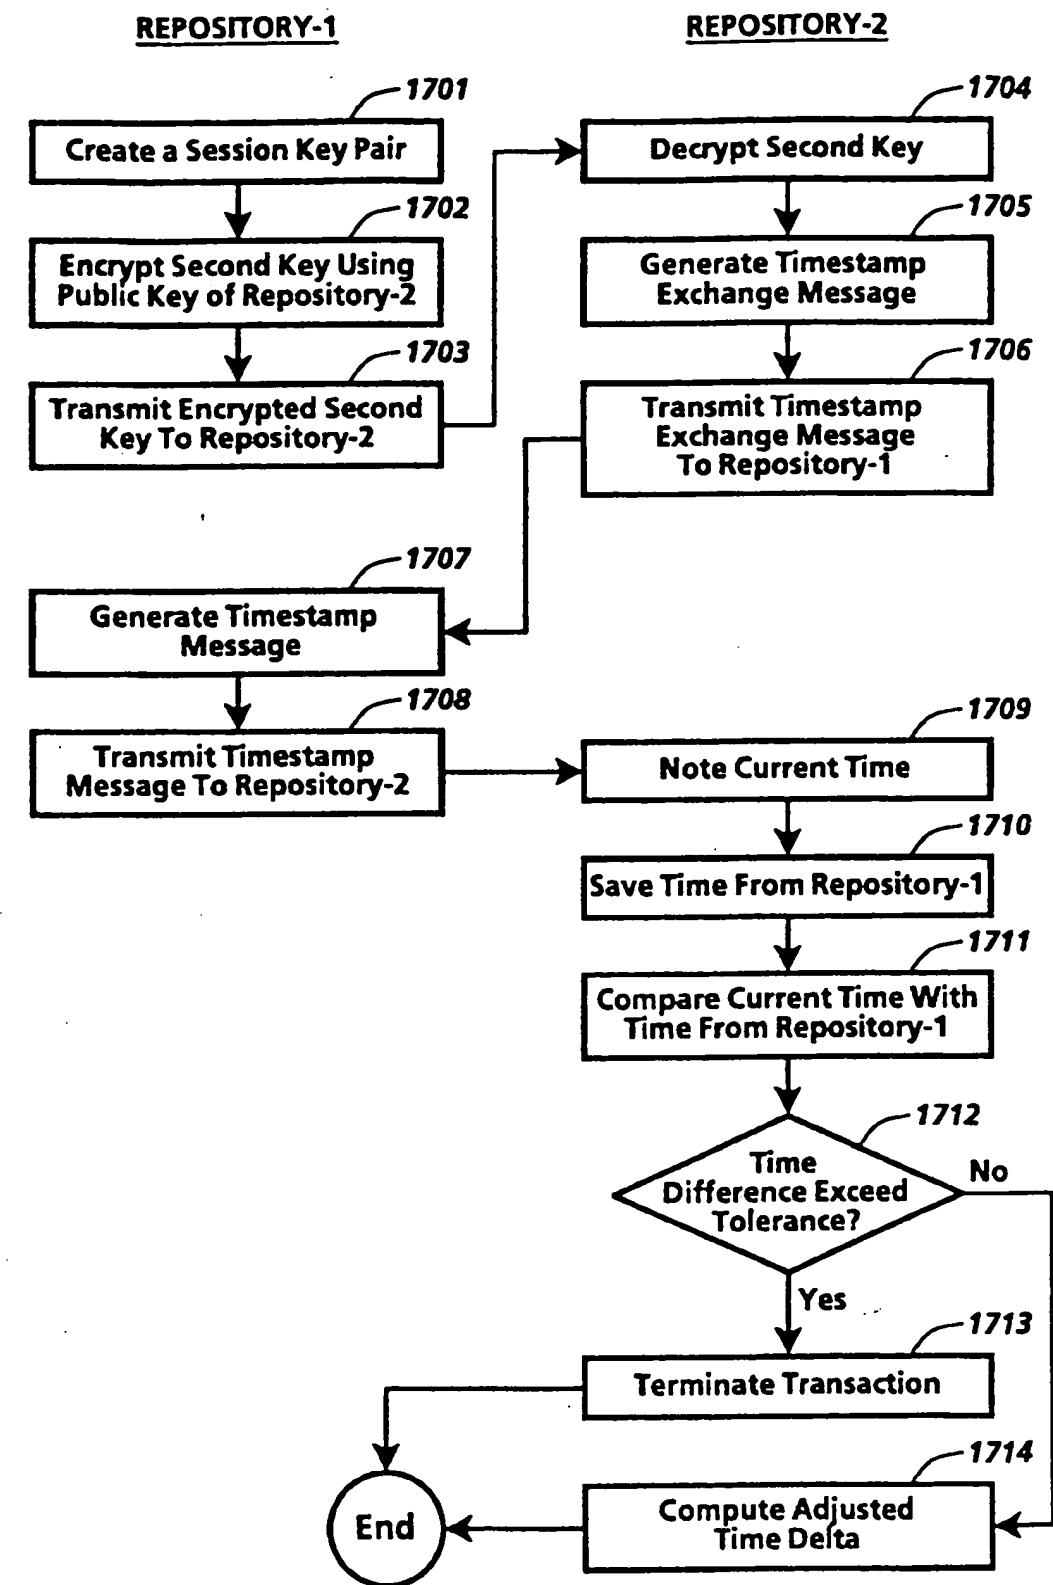 REPOSITORY-1
REPOSITORY-2
1701
Create a Session Key Pair
1702
Encrypt Second Key Using
Public Key of Repository-2
1703
Transmit Encrypted Second
Key To Repository-2
1704
Decrypt Second Key
1705
Generate Timestamp
Exchange Message
1706
Transmit Timestamp
Exchange Message
To Repository-1
1707
Generate Timestamp
Message
1708
Transmit Timestamp
Message To Repository-2
1709
Note Current Time
1710
Save Time From Repository-1
1711
Compare Current Time With
Time From Repository-1
1712
Time
Difference Exceed
Tolerance?
No
Yes
1713
Terminate Transaction
1714
Compute Adjusted
Time Delta
End